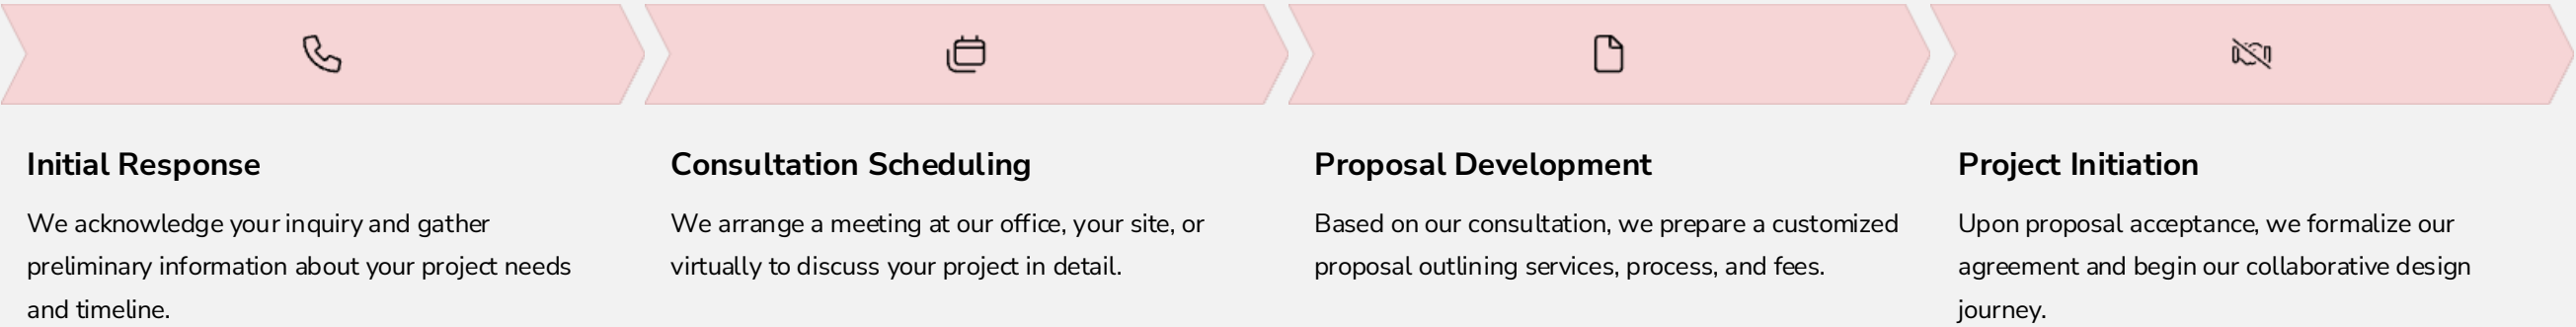 Initial Response
We acknowledge your inquiry and gather
preliminary information about your project needs
and timeline.
Consultation Scheduling
We arrange a meeting at our office, your site, or
virtually to discuss your project in detail.
Proposal Development
Based on our consultation, we prepare a customized
proposal outlining services, process, and fees.
Project Initiation
Upon proposal acceptance, we formalize our
agreement and begin our collaborative design
journey.